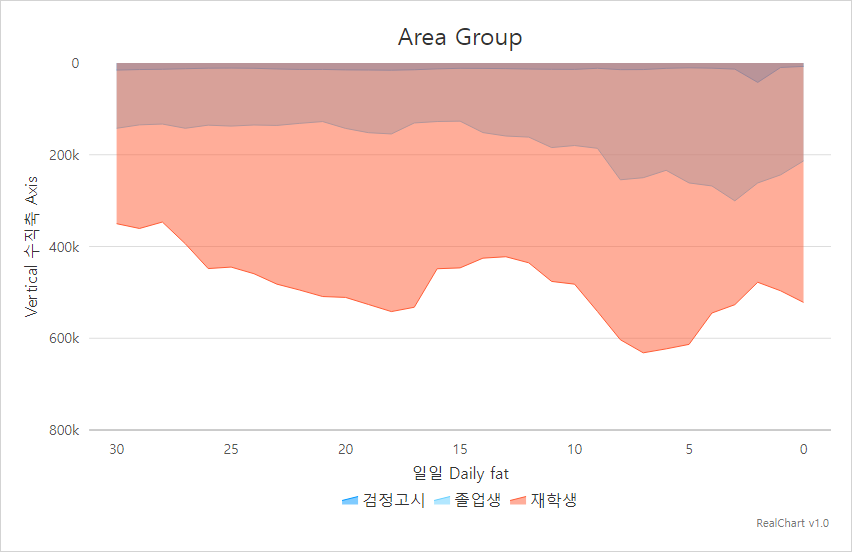 Area Group
Vertical 수직축 Axis
0
200k
400k
600k
800k
30 25 20 15 10 5 0
일일 Daily fat
검정고시 졸업생 재학생
RealChart v1.0